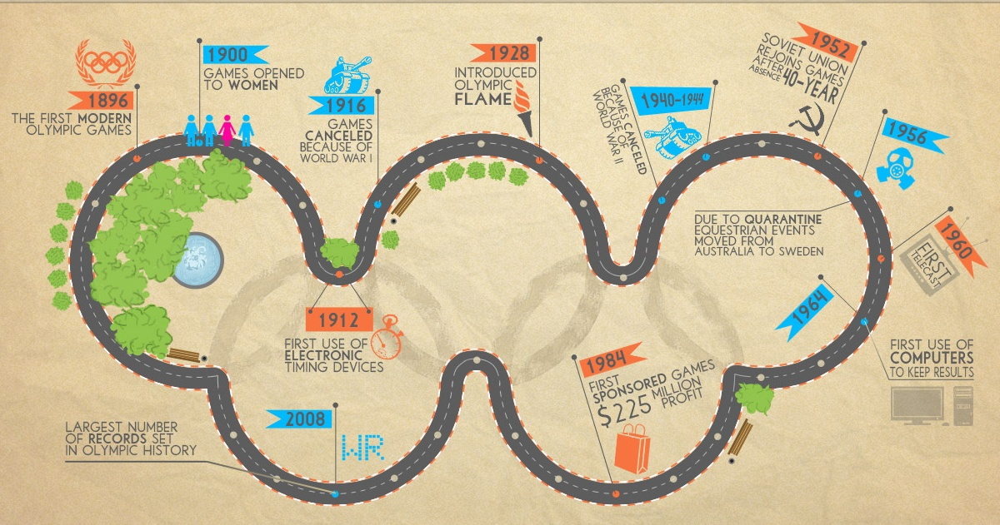 1896
THE FIRST MODERN
OLYMPIC GAMES
1900
GAMES OPENED
TO WOMEN
1912
FIRST USE OF
ELECTRONIC
TIMING DEVICES
1916
GAMES
CANCELED
BECAUSE OF
WORLD WAR I
1928
INTRODUCED
OLYMPIC
FLAME
1940-1944
GAMES CANCELED
BECAUSE OF
WORLD WAR II
1952
SOVIET UNION
REJOINS GAMES
AFTER 40-YEAR
ABSENCE
1956
DUE TO QUARANTINE
EQUESTRIAN EVENTS
MOVED FROM
AUSTRALIA TO SWEDEN
1960
FIRST
TELECAST
1964
FIRST USE OF
COMPUTERS
TO KEEP RESULTS
1984
FIRST
SPONSORED GAMES
$225 MILLION
PROFIT
2008
WR
LARGEST NUMBER
OF RECORDS SET
IN OLYMPIC HISTORY